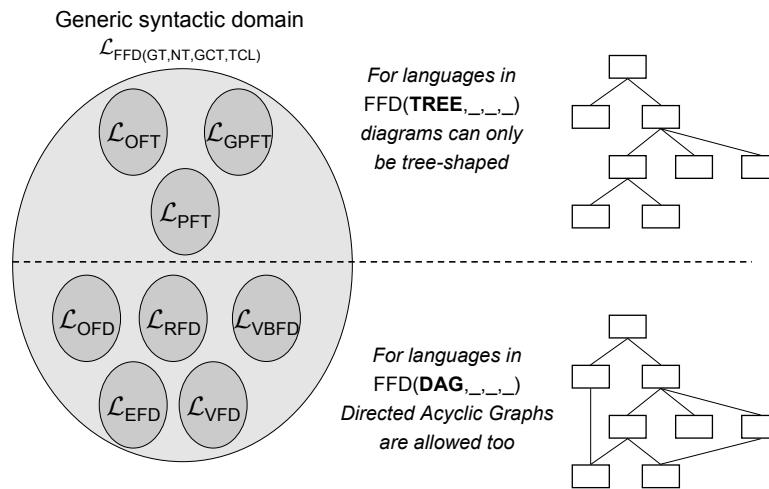 Generic syntactic domain
ℒFFD(GT,NT,GCT,TCL)
For languages in
FFD(TREE,_,_,_)
diagrams can only
be tree-shaped
ℒOFT
ℒGPFT
ℒPFT
ℒOFD
ℒRFD
ℒVBFD
ℒEFD
ℒVFD
For languages in
FFD(DAG,_,_,_)
Directed Acyclic Graphs
are allowed too